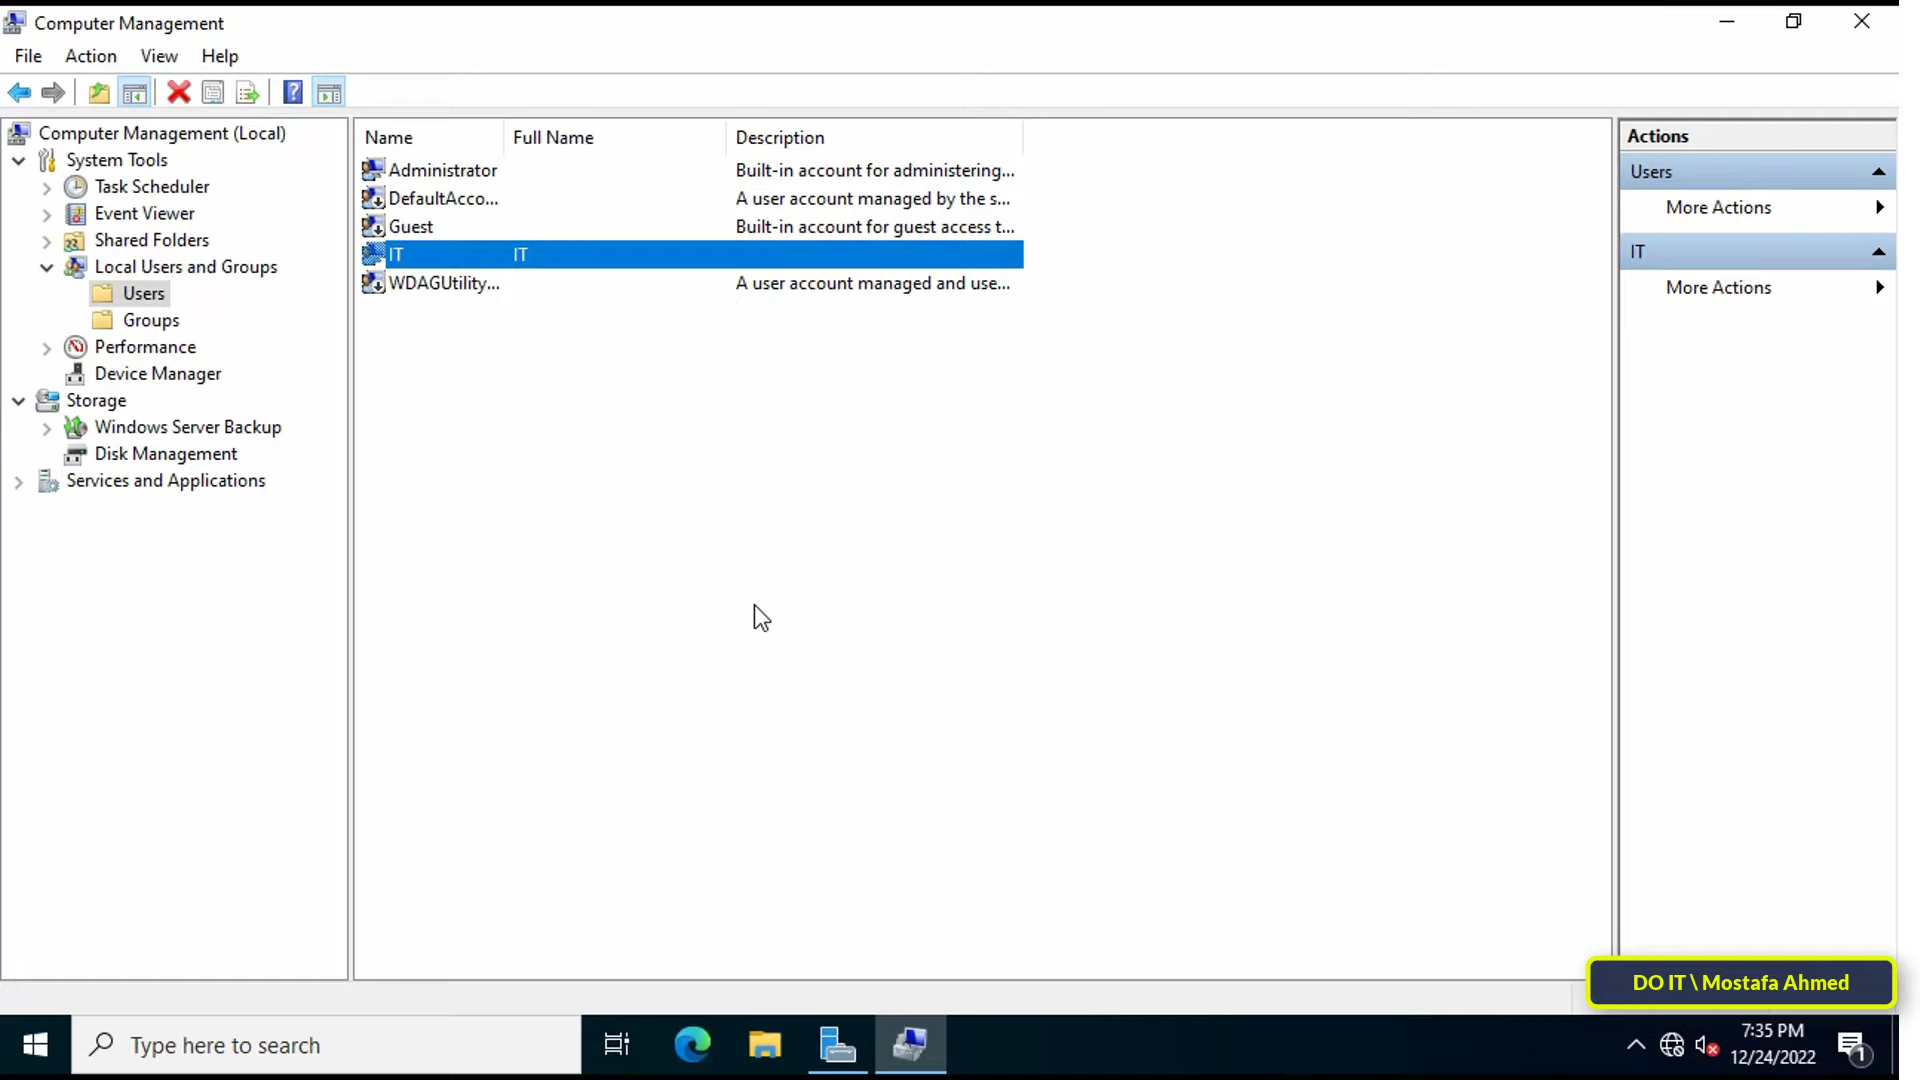 Computer Management
File Action View Help
Computer Management (Local)
System Tools
Task Scheduler
Event Viewer
Shared Folders
Local Users and Groups
Users
Groups
Performance
Device Manager
Storage
Windows Server Backup
Disk Management
Services and Applications
Name Full Name Description
Administrator Built-in account for administering...
DefaultAcco... A user account managed by the s...
Guest Built-in account for guest access t...
IT IT
WDAGUtility... A user account managed and use...
Actions
Users
More Actions
IT
More Actions
DO IT \ Mostafa Ahmed
Type here to search
7:35 PM
12/24/2022
1